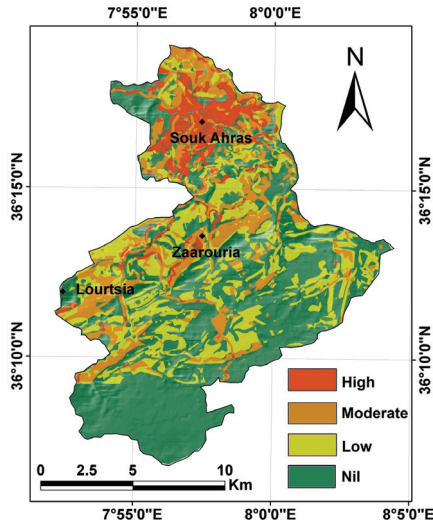 7°55'0"E 8°0'0"E
N
Souk Ahras
36°15'0"N 36°15'0"N
Zaarouria
Lourtsia
36°10'0"N 36°10'0"N
High
Moderate
Low
Nil
0 2.5 5 10
Km
7°55'0"E 8°0'0"E 8°5'0"E